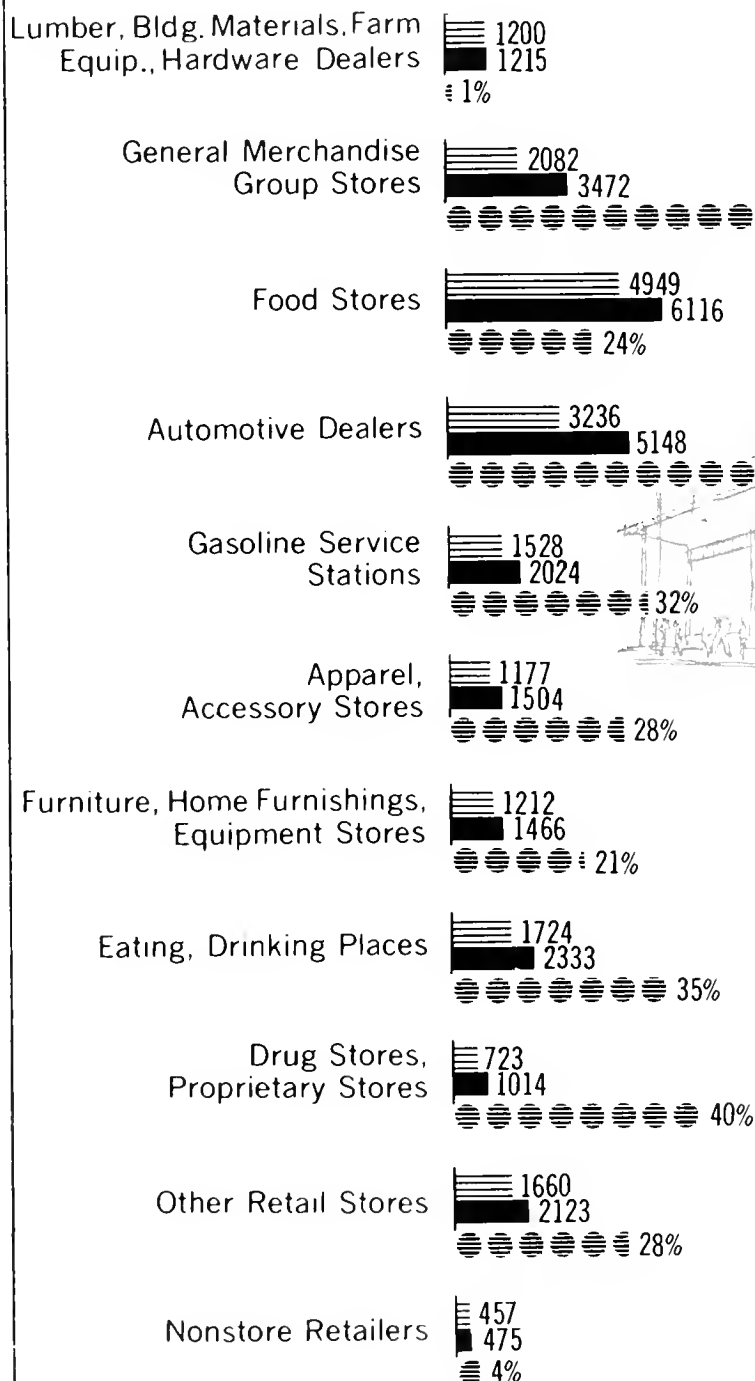 Lumber, Bldg. Materials, Farm
Equip., Hardware Dealers
1200
1215
1%
General Merchandise
Group Stores
2082
3472
Food Stores
4949
6116
24%
Automotive Dealers
3236
5148
Gasoline Service
Stations
1528
2024
32%
Apparel,
Accessory Stores
1177
1504
28%
Furniture, Home Furnishings,
Equipment Stores
1212
1466
21%
Eating, Drinking Places
1724
2333
35%
Drug Stores,
Proprietary Stores
723
1014
40%
Other Retail Stores
1660
2123
28%
Nonstore Retailers
457
475
4%